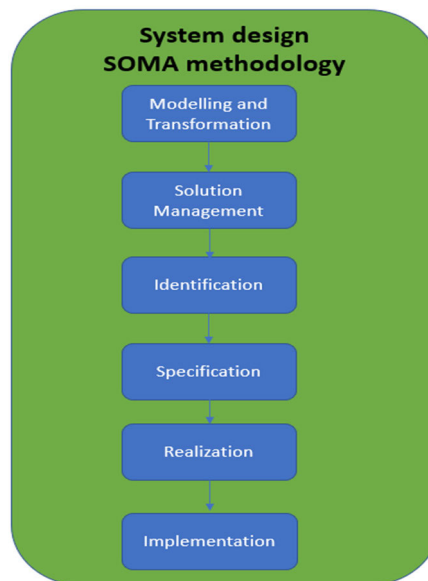 System design
SOMA methodology
Modelling and
Transformation
Solution
Management
Identification
Specification
Realization
Implementation